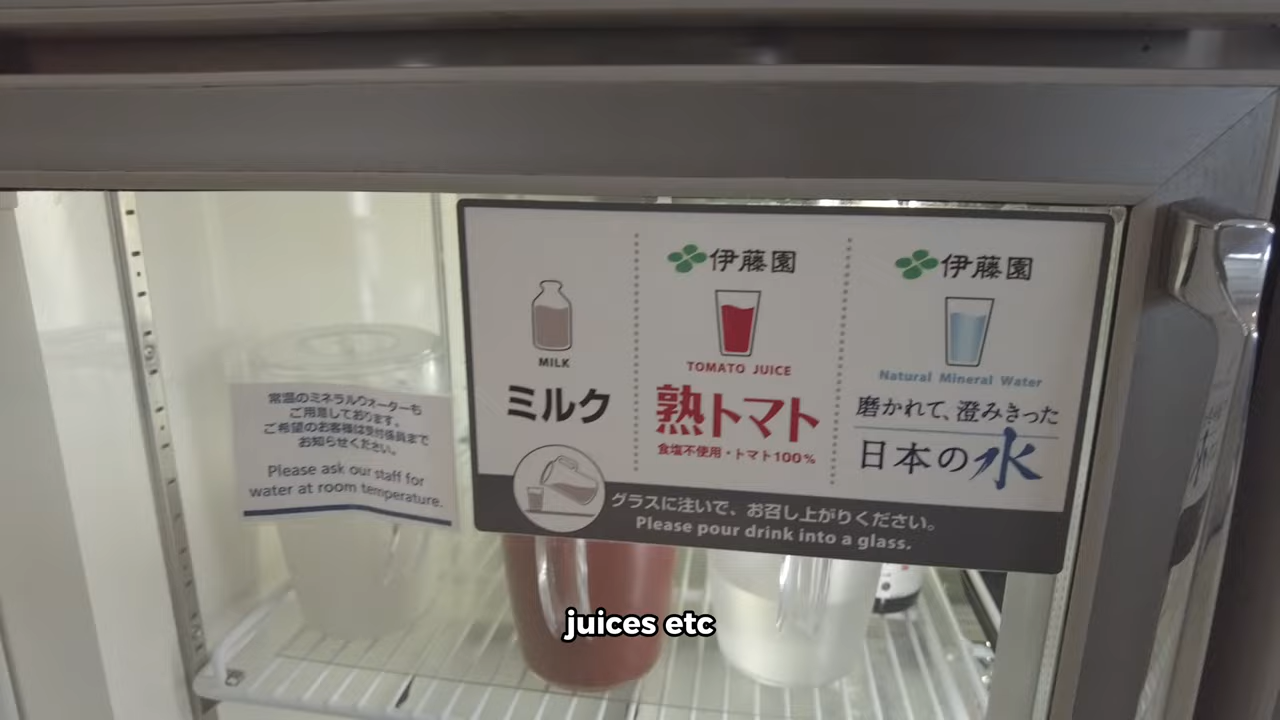 伊藤園
伊藤園
MILK
TOMATO JUICE
Natural Mineral Water
ミルク
熟トマト
食塩不使用・トマト100%
磨かれて、澄みきった
日本の水
グラスに注いで、お召し上がりください。
Please pour drink into a glass.
常温のミネラルウォーターも
ご用意しております。
ご希望のお客様は受付係員まで
お知らせください。
Please ask our staff for
water at room temperature.
juices etc